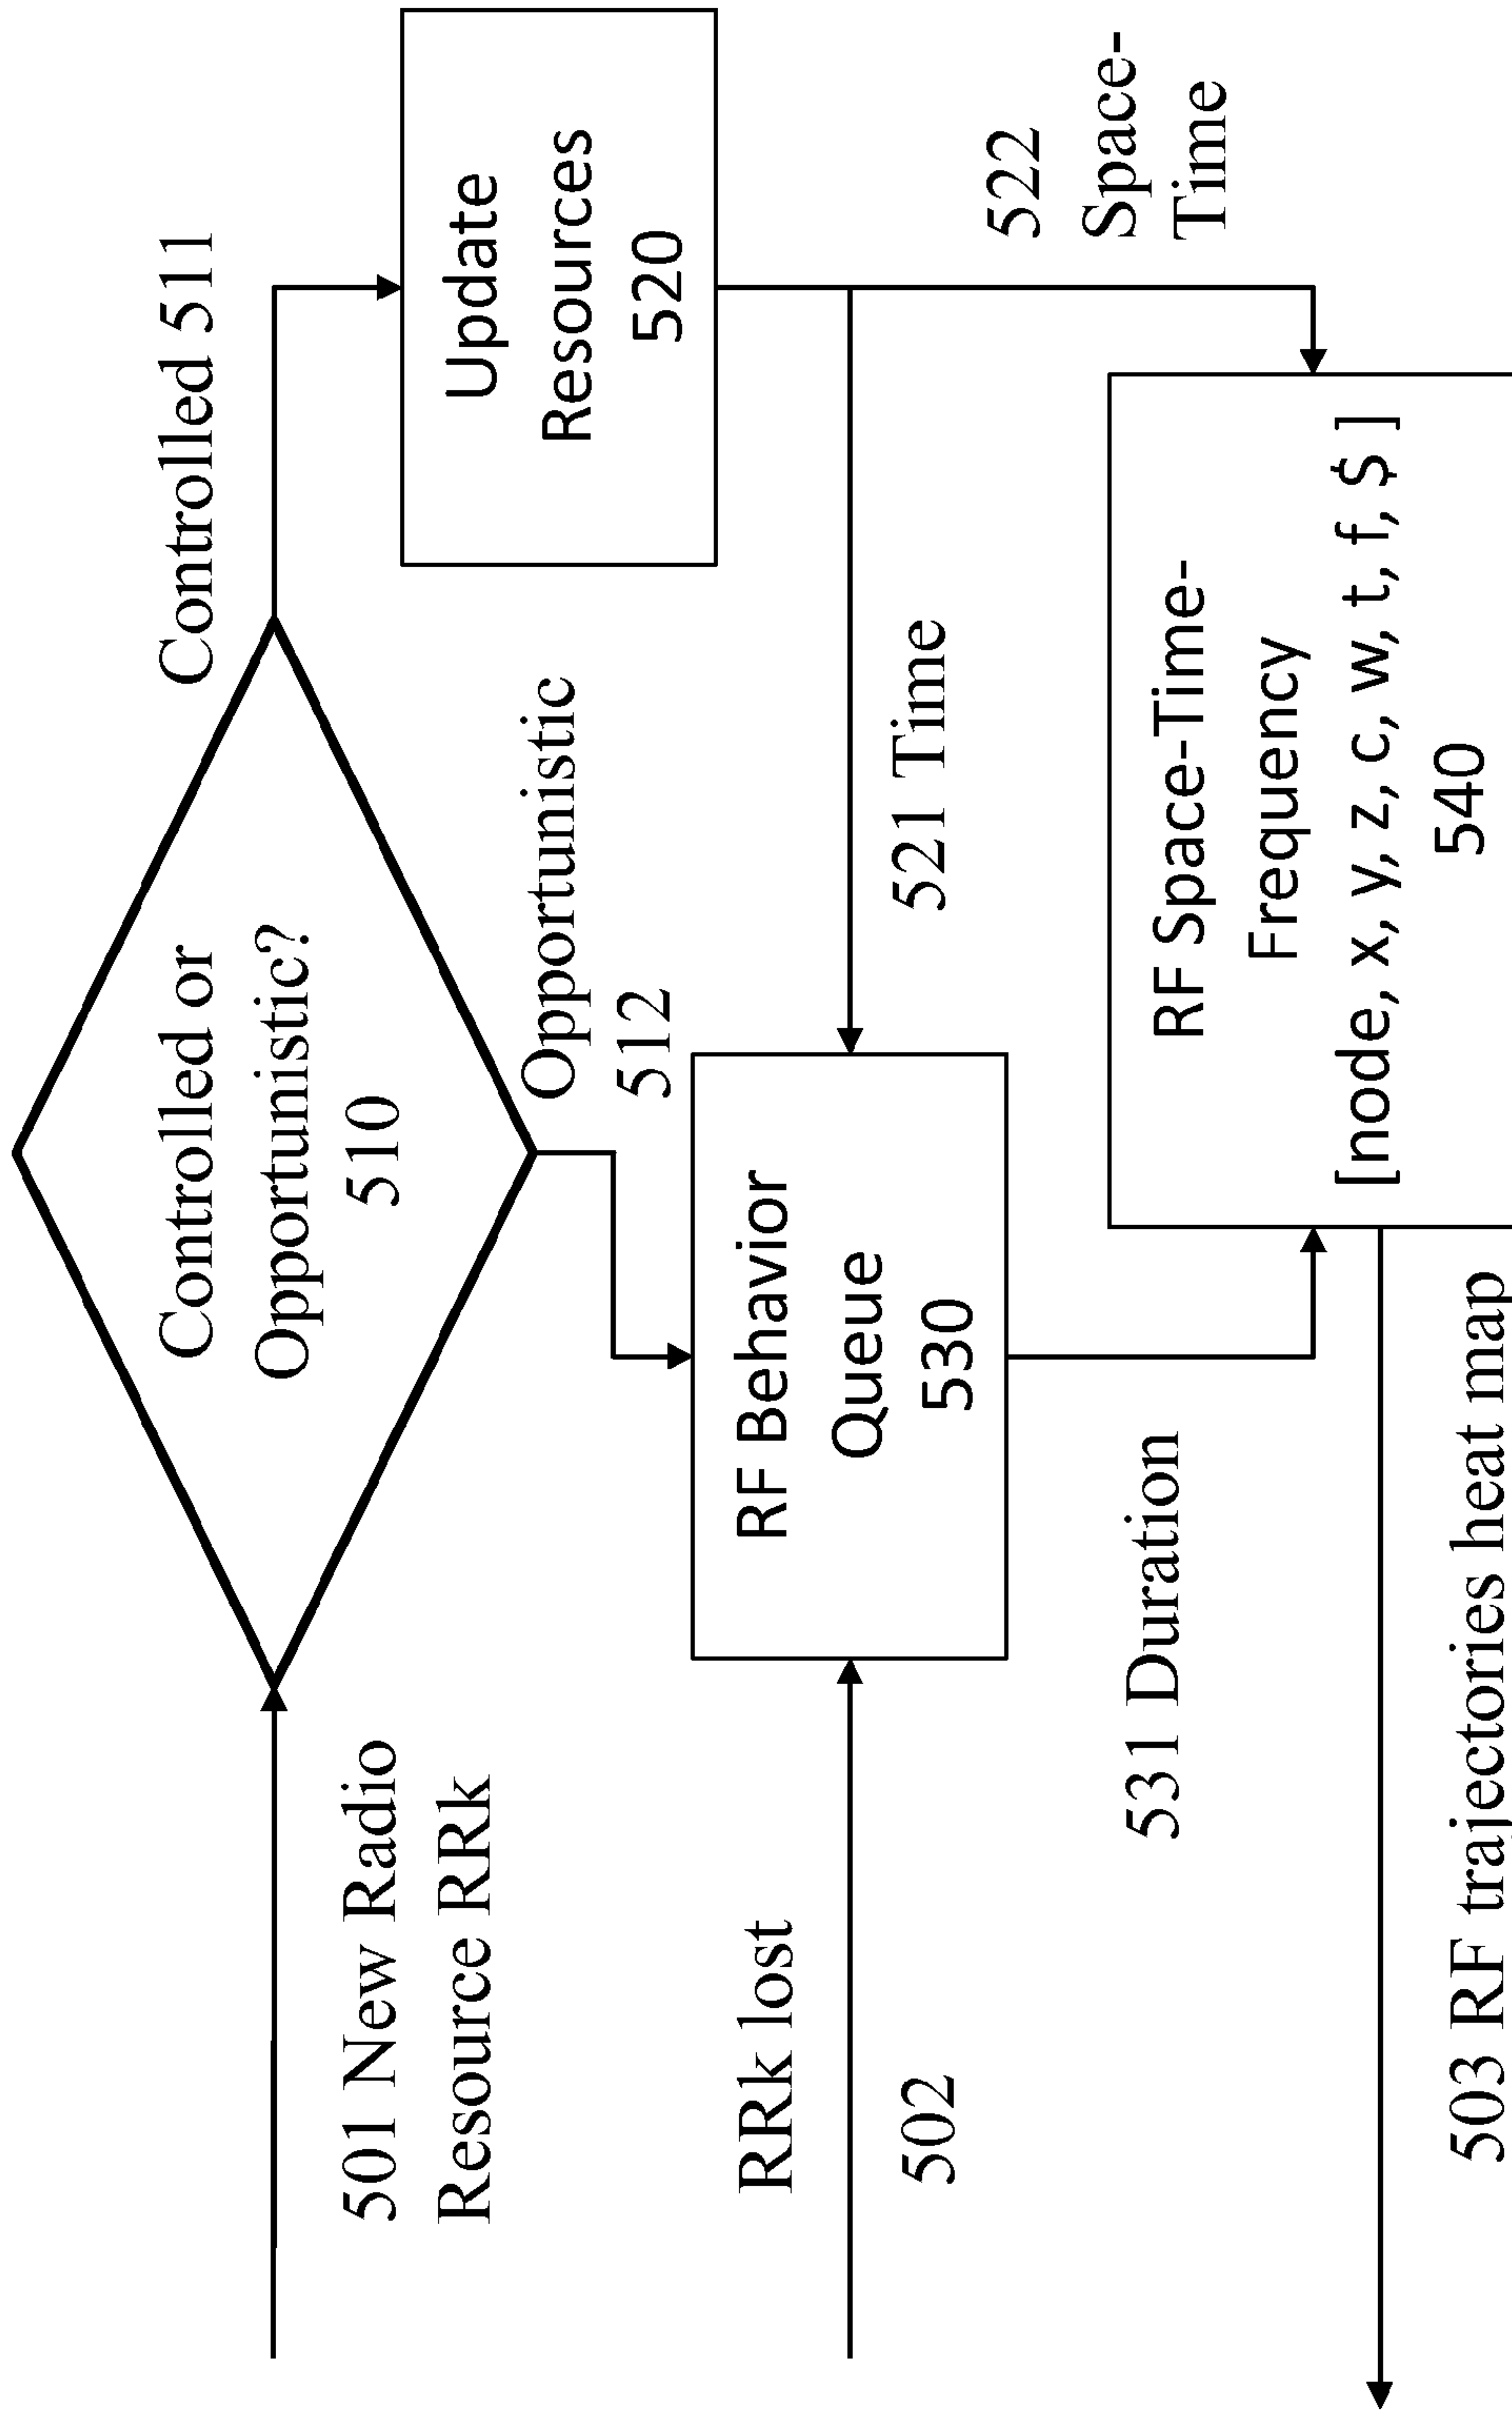 Controlled or
Opportunistic?
510
Controlled 511
501 New Radio
Resource RRk
Opportunistic
512
Update
Resources
520
RRk lost
502
RF Behavior
Queue
530
521 Time
522
Space-
Time
531 Duration
RF Space-Time-
Frequency
[node, x, y, z, c, w, t, f, $ ]
540
503 RF trajectories heat map